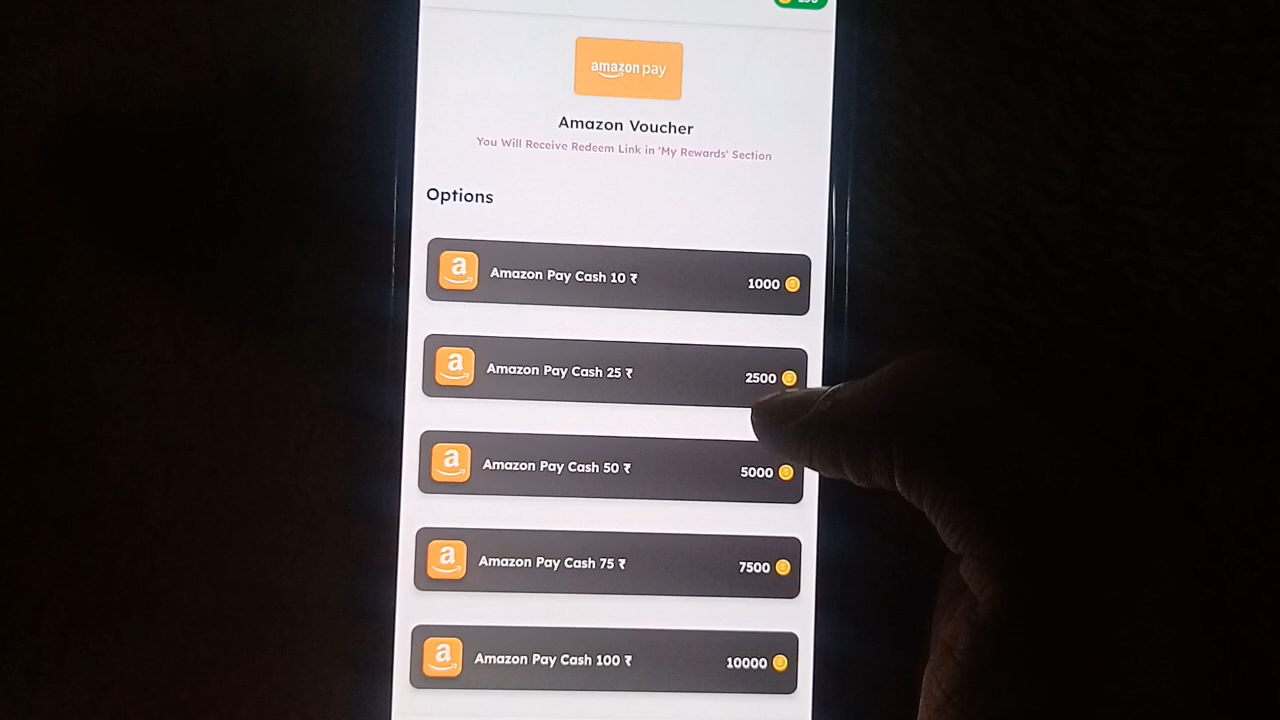 amazon pay
Amazon Voucher
You Will Receive Redeem Link in 'My Rewards' Section
Options
a Amazon Pay Cash 10 ₹ 1000
a Amazon Pay Cash 25 ₹ 2500
a Amazon Pay Cash 50 ₹ 5000
a Amazon Pay Cash 75 ₹ 7500
a Amazon Pay Cash 100 ₹ 10000